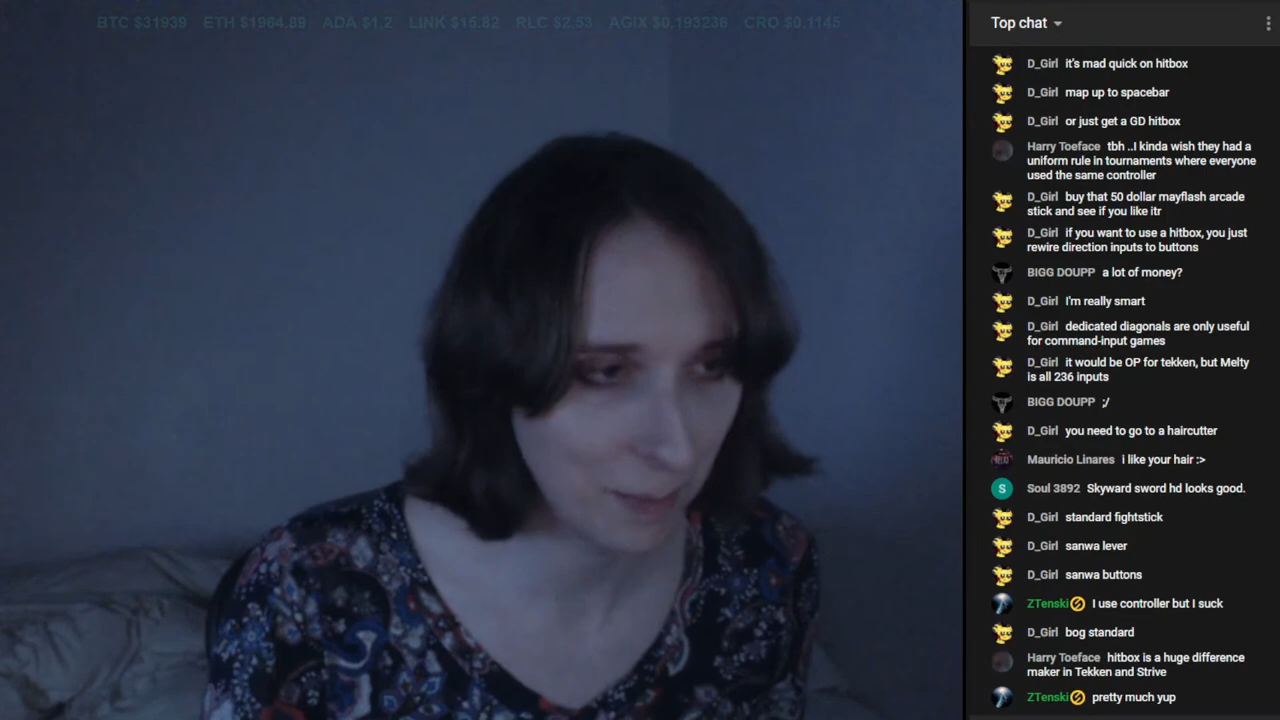 BTC $31939 ETH $1964.89 ADA $1.2 LINK $15.82 RLC $2.53 AGIX $0.193236 CRO $0.1145
Top chat
D_Girl it's mad quick on hitbox
D_Girl map up to spacebar
D_Girl or just get a GD hitbox
Harry Toeface tbh ..I kinda wish they had a
uniform rule in tournaments where everyone
used the same controller
D_Girl buy that 50 dollar mayflash arcade
stick and see if you like itr
D_Girl if you want to use a hitbox, you just
rewire direction inputs to buttons
BIGG DOUPP a lot of money?
D_Girl I'm really smart
D_Girl dedicated diagonals are only useful
for command-input games
D_Girl it would be OP for tekken, but Melty
is all 236 inputs
BIGG DOUPP ;/
D_Girl you need to go to a haircutter
Mauricio Linares i like your hair :>
S Soul 3892 Skyward sword hd looks good.
D_Girl standard fightstick
D_Girl sanwa lever
D_Girl sanwa buttons
ZTenski I use controller but I suck
D_Girl bog standard
Harry Toeface hitbox is a huge difference
maker in Tekken and Strive
ZTenski pretty much yup